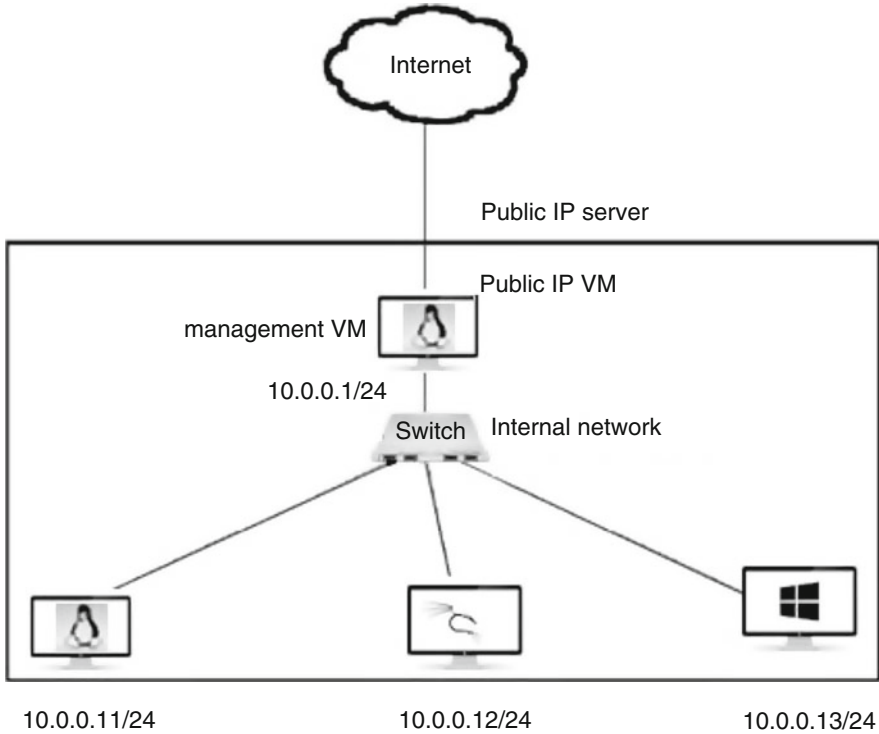 Internet
Public IP server
Public IP VM
management VM
10.0.0.1/24
Switch
Internal network
10.0.0.11/24
10.0.0.12/24
10.0.0.13/24